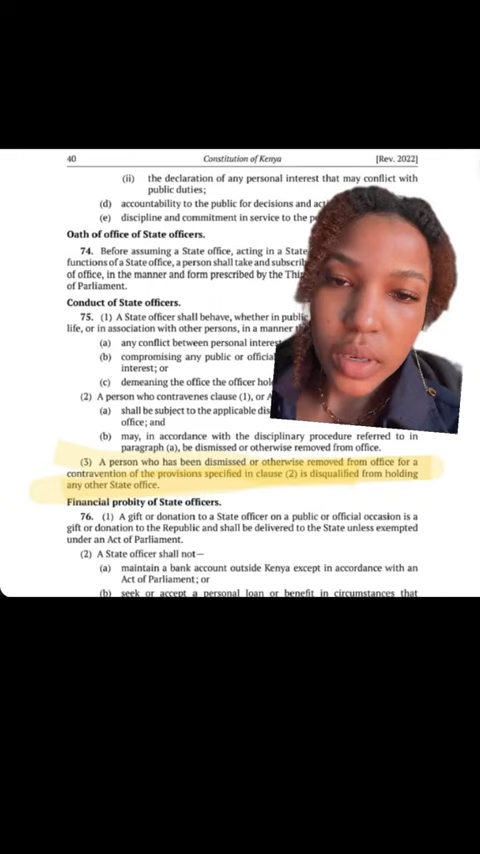 40 Constitution of Kenya [Rev. 2022]
(ii) the declaration of any personal interest that may conflict with
public duties;
(d) accountability to the public for decisions and
(e) discipline and commitment in service to the
Oath of office of State officers.
74. Before assuming a State office, acting in a State
functions of a State office, a person shall take and
of office, in the manner and form prescribed by the
of Parliament.
Conduct of State officers.
75. (1) A State officer shall behave, whether in public
life, or in association with other persons, in a manner
(a) any conflict between personal
(b) compromising any public or official
interest; or
(c) demeaning the office the officer
(2) A person who contravenes clause (1), or
(a) shall be subject to the applicable
office; and
(b) may, in accordance with the disciplinary procedure referred to in
paragraph (a), be dismissed or otherwise removed from office.
(3) A person who has been dismissed or otherwise removed from office for a
contravention of the provisions specified in clause (2) is disqualified from holding
any other State office.
Financial probity of State officers.
76. (1) A gift or donation to a State officer on a public or official occasion is a
gift or donation to the Republic and shall be delivered to the State unless exempted
under an Act of Parliament.
(2) A State officer shall not—
(a) maintain a bank account outside Kenya except in accordance with an
Act of Parliament; or
(b) seek or accept a personal loan or benefit in circumstances that